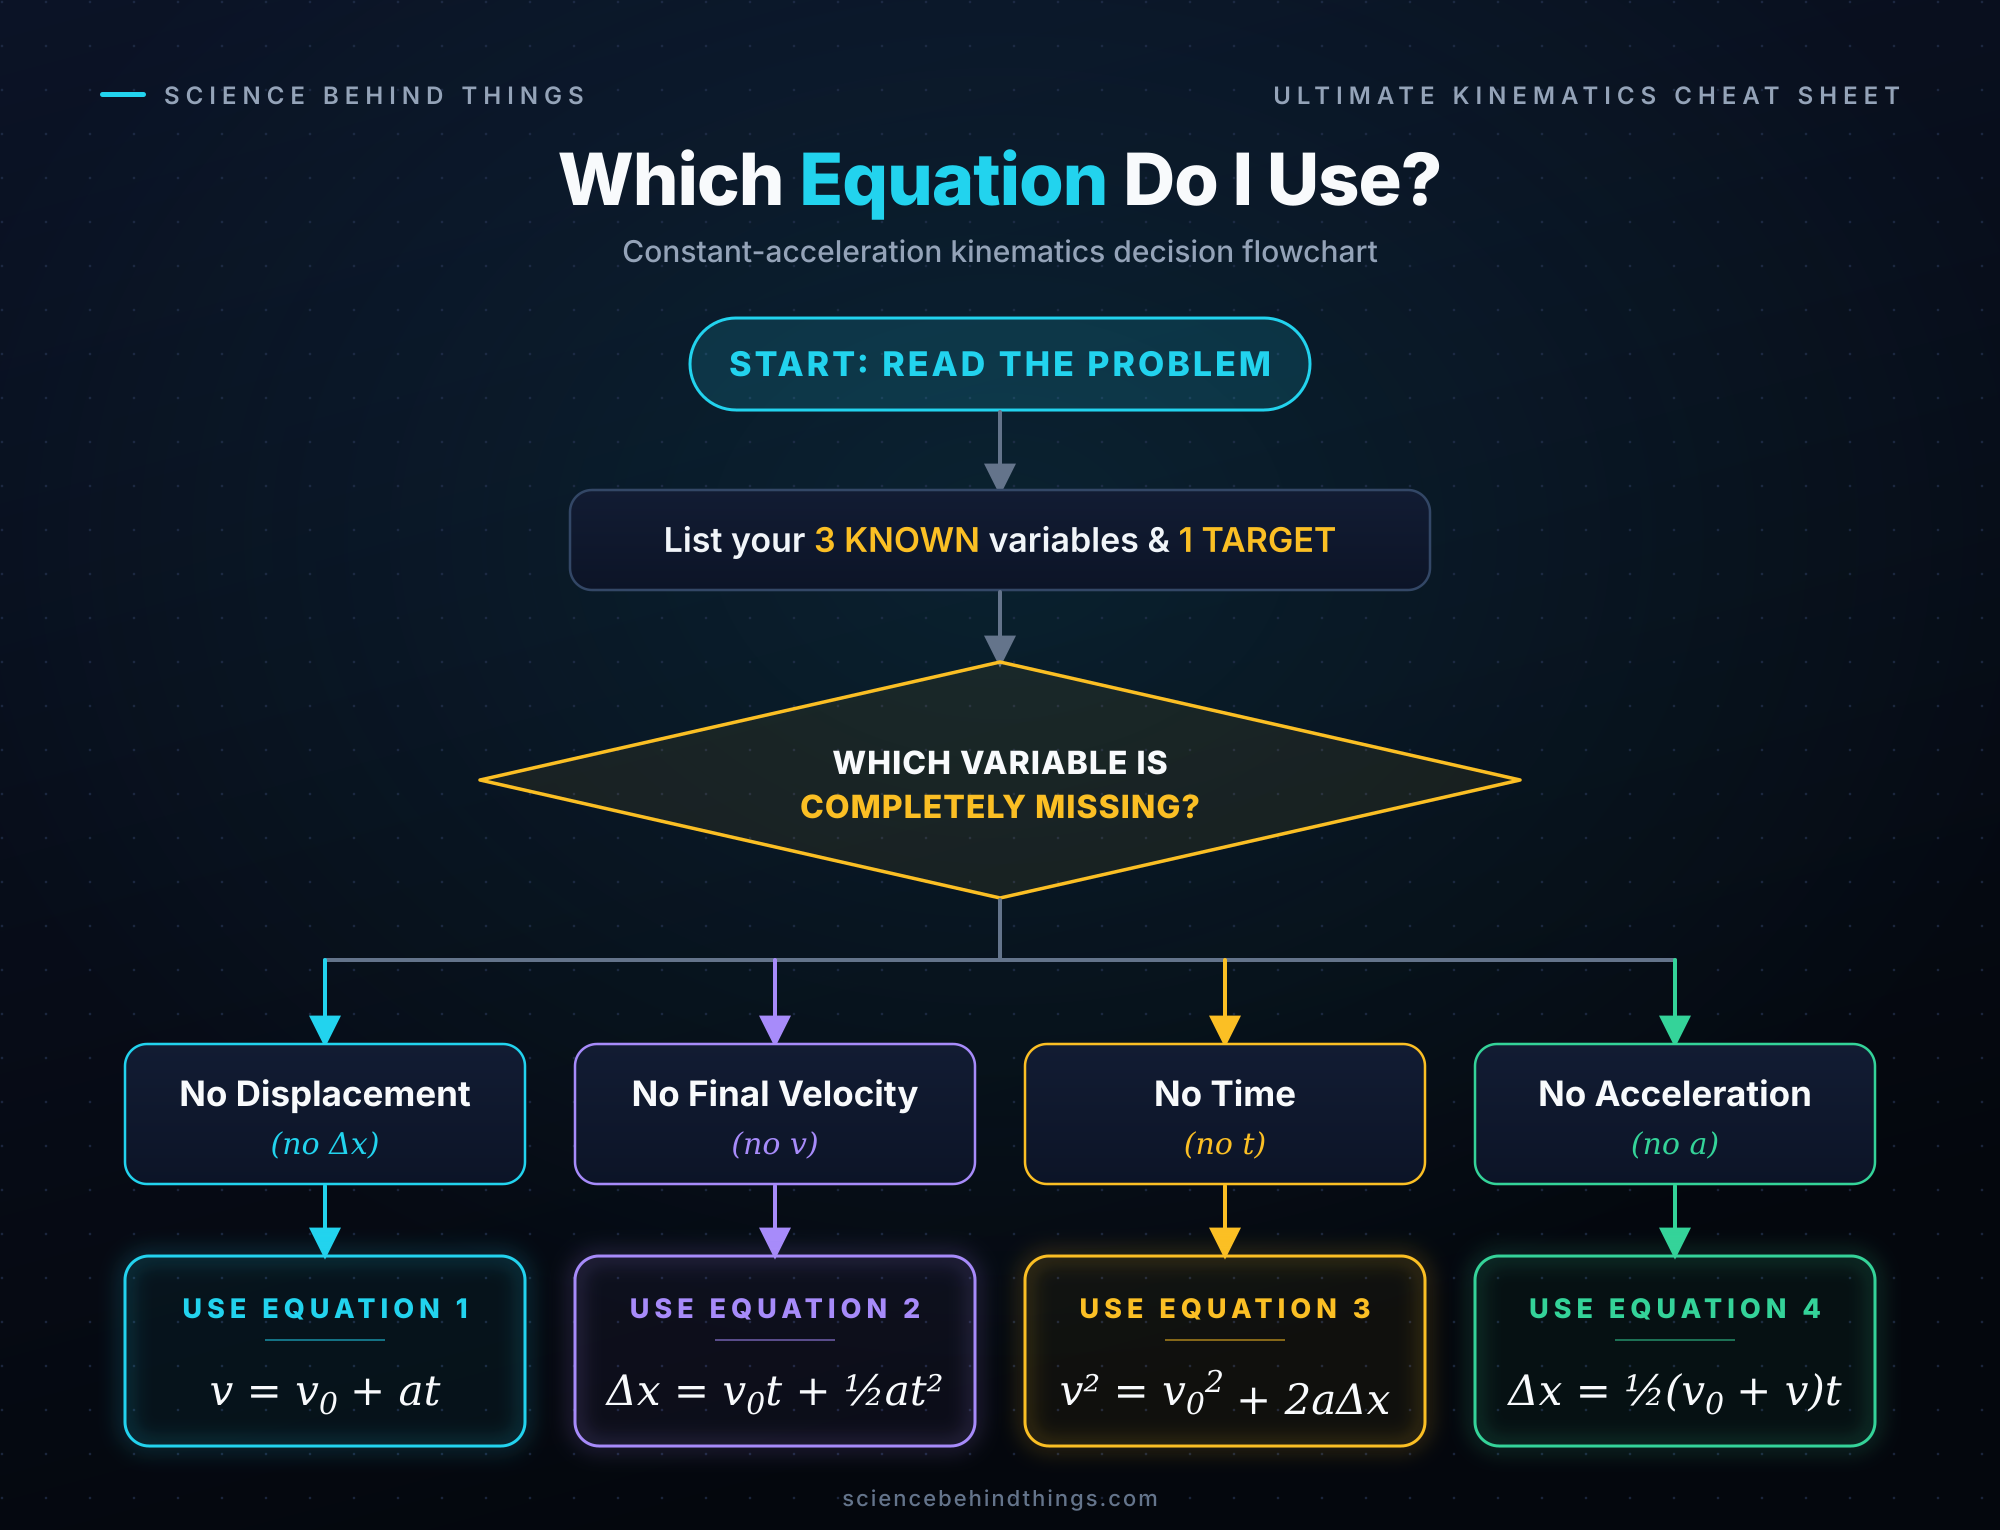 SCIENCE BEHIND THINGS
ULTIMATE KINEMATICS CHEAT SHEET
Which Equation Do I Use?
Constant-acceleration kinematics decision flowchart
START: READ THE PROBLEM
List your 3 KNOWN variables & 1 TARGET
WHICH VARIABLE IS
COMPLETELY MISSING?
No Displacement
(no Δx)
No Final Velocity
(no v)
No Time
(no t)
No Acceleration
(no a)
USE EQUATION 1
v = v₀ + at
USE EQUATION 2
Δx = v₀t + ½at²
USE EQUATION 3
v² = v₀² + 2aΔx
USE EQUATION 4
Δx = ½(v₀ + v)t
sciencebehindthings.com